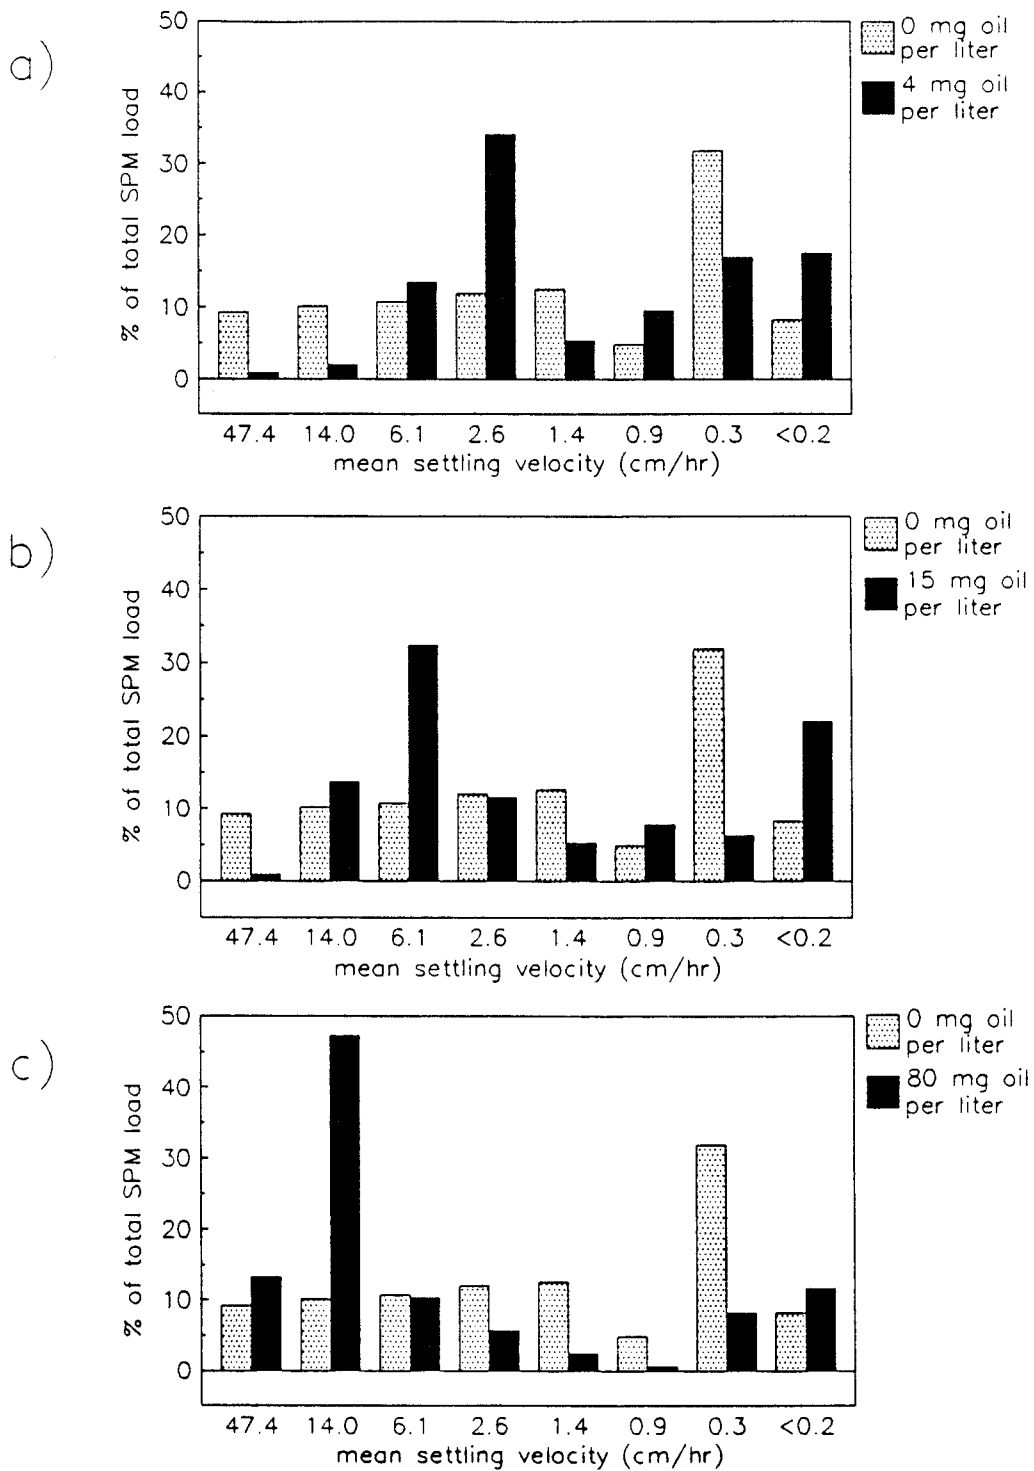 a)
% of total SPM load
50
40
30
20
10
0
47.4 14.0 6.1 2.6 1.4 0.9 0.3 <0.2
mean settling velocity (cm/hr)
0 mg oil
per liter
4 mg oil
per liter
b)
% of total SPM load
50
40
30
20
10
0
47.4 14.0 6.1 2.6 1.4 0.9 0.3 <0.2
mean settling velocity (cm/hr)
0 mg oil
per liter
15 mg oil
per liter
c)
% of total SPM load
50
40
30
20
10
0
47.4 14.0 6.1 2.6 1.4 0.9 0.3 <0.2
mean settling velocity (cm/hr)
0 mg oil
per liter
80 mg oil
per liter